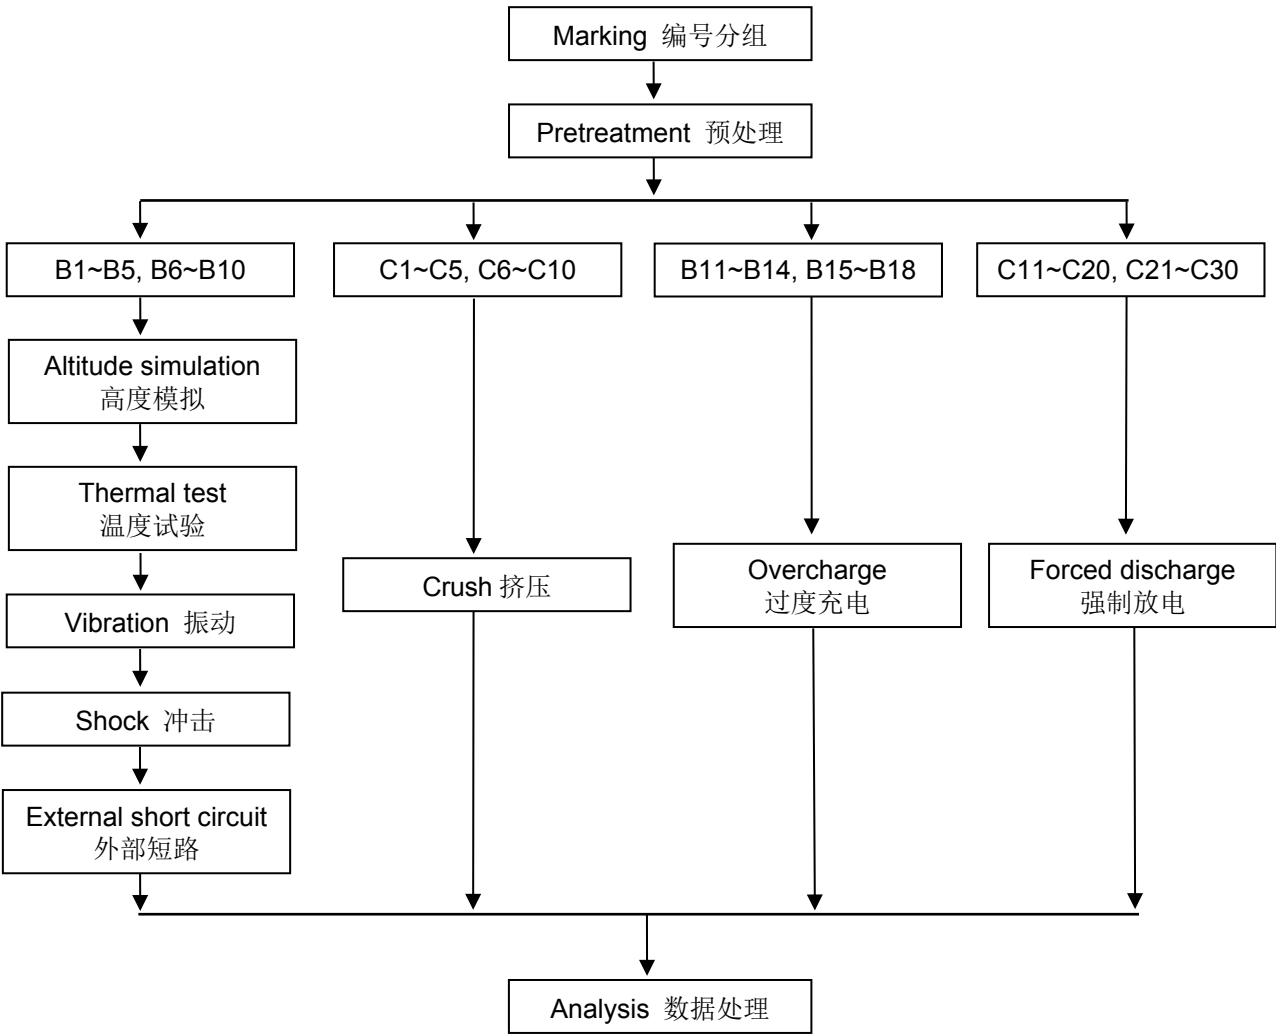 Marking 编号分组
Pretreatment 预处理
B1~B5, B6~B10
C1~C5, C6~C10
B11~B14, B15~B18
C11~C20, C21~C30
Altitude simulation
高度模拟
Thermal test
温度试验
Vibration 振动
Shock 冲击
External short circuit
外部短路
Crush 挤压
Overcharge
过度充电
Forced discharge
强制放电
Analysis 数据处理